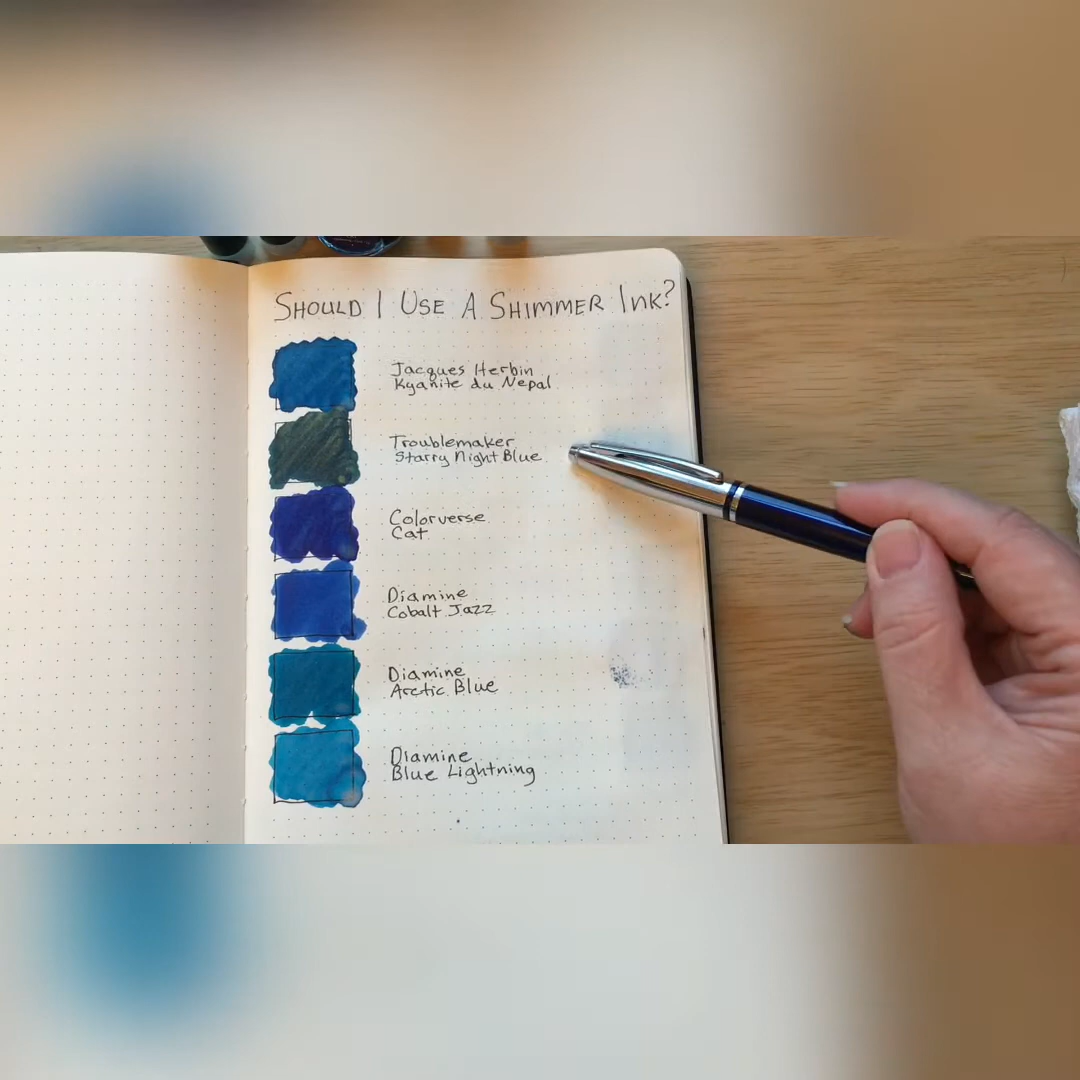 SHOULD I USE A SHIMMER INK?
Jacques Herbin
Kyanite du Nepal
Troublemaker
Starry Night Blue
Colorverse
Cat
Diamine
Cobalt Jazz
Diamine
Arctic Blue
Diamine
Blue Lightning